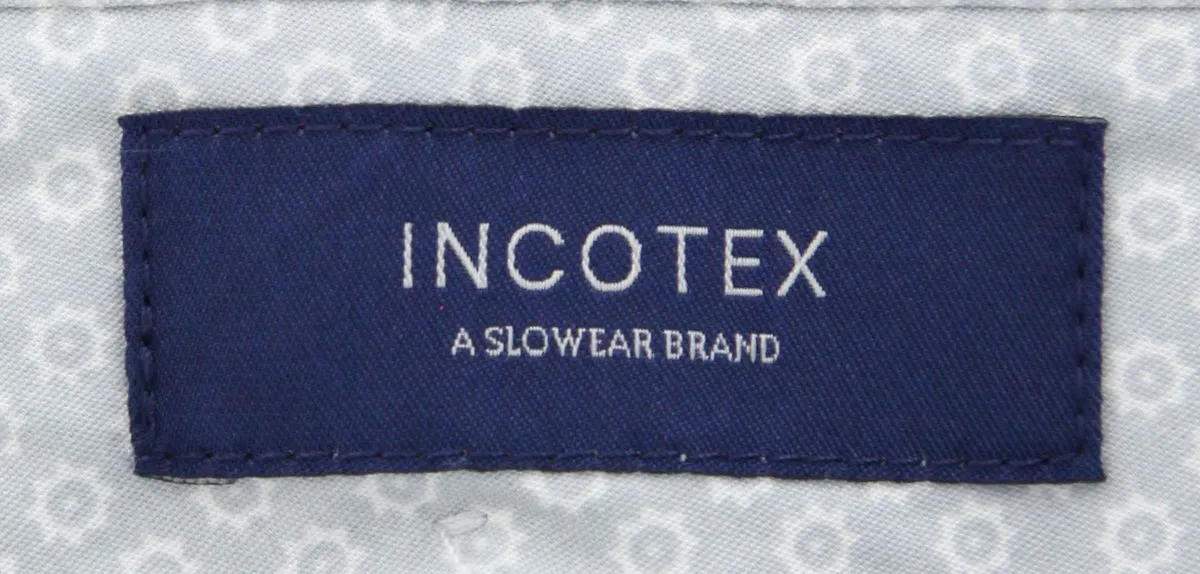 INCOTEX
A SLOWEAR BRAND